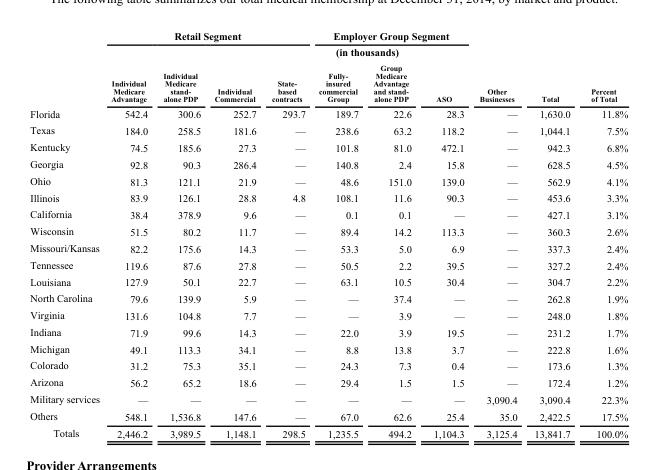 The following table summarizes our total medical membership at December 31, 2014, by market and product:
Retail Segment Employer Group Segment
(in thousands)
Individual Medicare Advantage Individual Medicare stand-alone PDP Individual Commercial State-based contracts Fully-insured commercial Group Group Medicare Advantage and stand-alone PDP ASO Other Businesses Total Percent of Total
Florida 542.4 300.6 252.7 293.7 189.7 22.6 28.3 — 1,630.0 11.8%
Texas 184.0 258.5 181.6 — 238.6 63.2 118.2 — 1,044.1 7.5%
Kentucky 74.5 185.6 27.3 — 101.8 81.0 472.1 — 942.3 6.8%
Georgia 92.8 90.3 286.4 — 140.8 2.4 15.8 — 628.5 4.5%
Ohio 81.3 121.1 21.9 — 48.6 151.0 139.0 — 562.9 4.1%
Illinois 83.9 126.1 28.8 4.8 108.1 11.6 90.3 — 453.6 3.3%
California 38.4 378.9 9.6 — 0.1 0.1 — — 427.1 3.1%
Wisconsin 51.5 80.2 11.7 — 89.4 14.2 113.3 — 360.3 2.6%
Missouri/Kansas 82.2 175.6 14.3 — 53.3 5.0 6.9 — 337.3 2.4%
Tennessee 119.6 87.6 27.8 — 50.5 2.2 39.5 — 327.2 2.4%
Louisiana 127.9 50.1 22.7 — 63.1 10.5 30.4 — 304.7 2.2%
North Carolina 79.6 139.9 5.9 — — 37.4 — — 262.8 1.9%
Virginia 131.6 104.8 7.7 — — 3.9 — — 248.0 1.8%
Indiana 71.9 99.6 14.3 — 22.0 3.9 19.5 — 231.2 1.7%
Michigan 49.1 113.3 34.1 — 8.8 13.8 3.7 — 222.8 1.6%
Colorado 31.2 75.3 35.1 — 24.3 7.3 0.4 — 173.6 1.3%
Arizona 56.2 65.2 18.6 — 29.4 1.5 1.5 — 172.4 1.2%
Military services — — — — — — — 3,090.4 3,090.4 22.3%
Others 548.1 1,536.8 147.6 — 67.0 62.6 25.4 35.0 2,422.5 17.5%
Totals 2,446.2 3,989.5 1,148.1 298.5 1,235.5 494.2 1,104.3 3,125.4 13,841.7 100.0%
Provider Arrangements